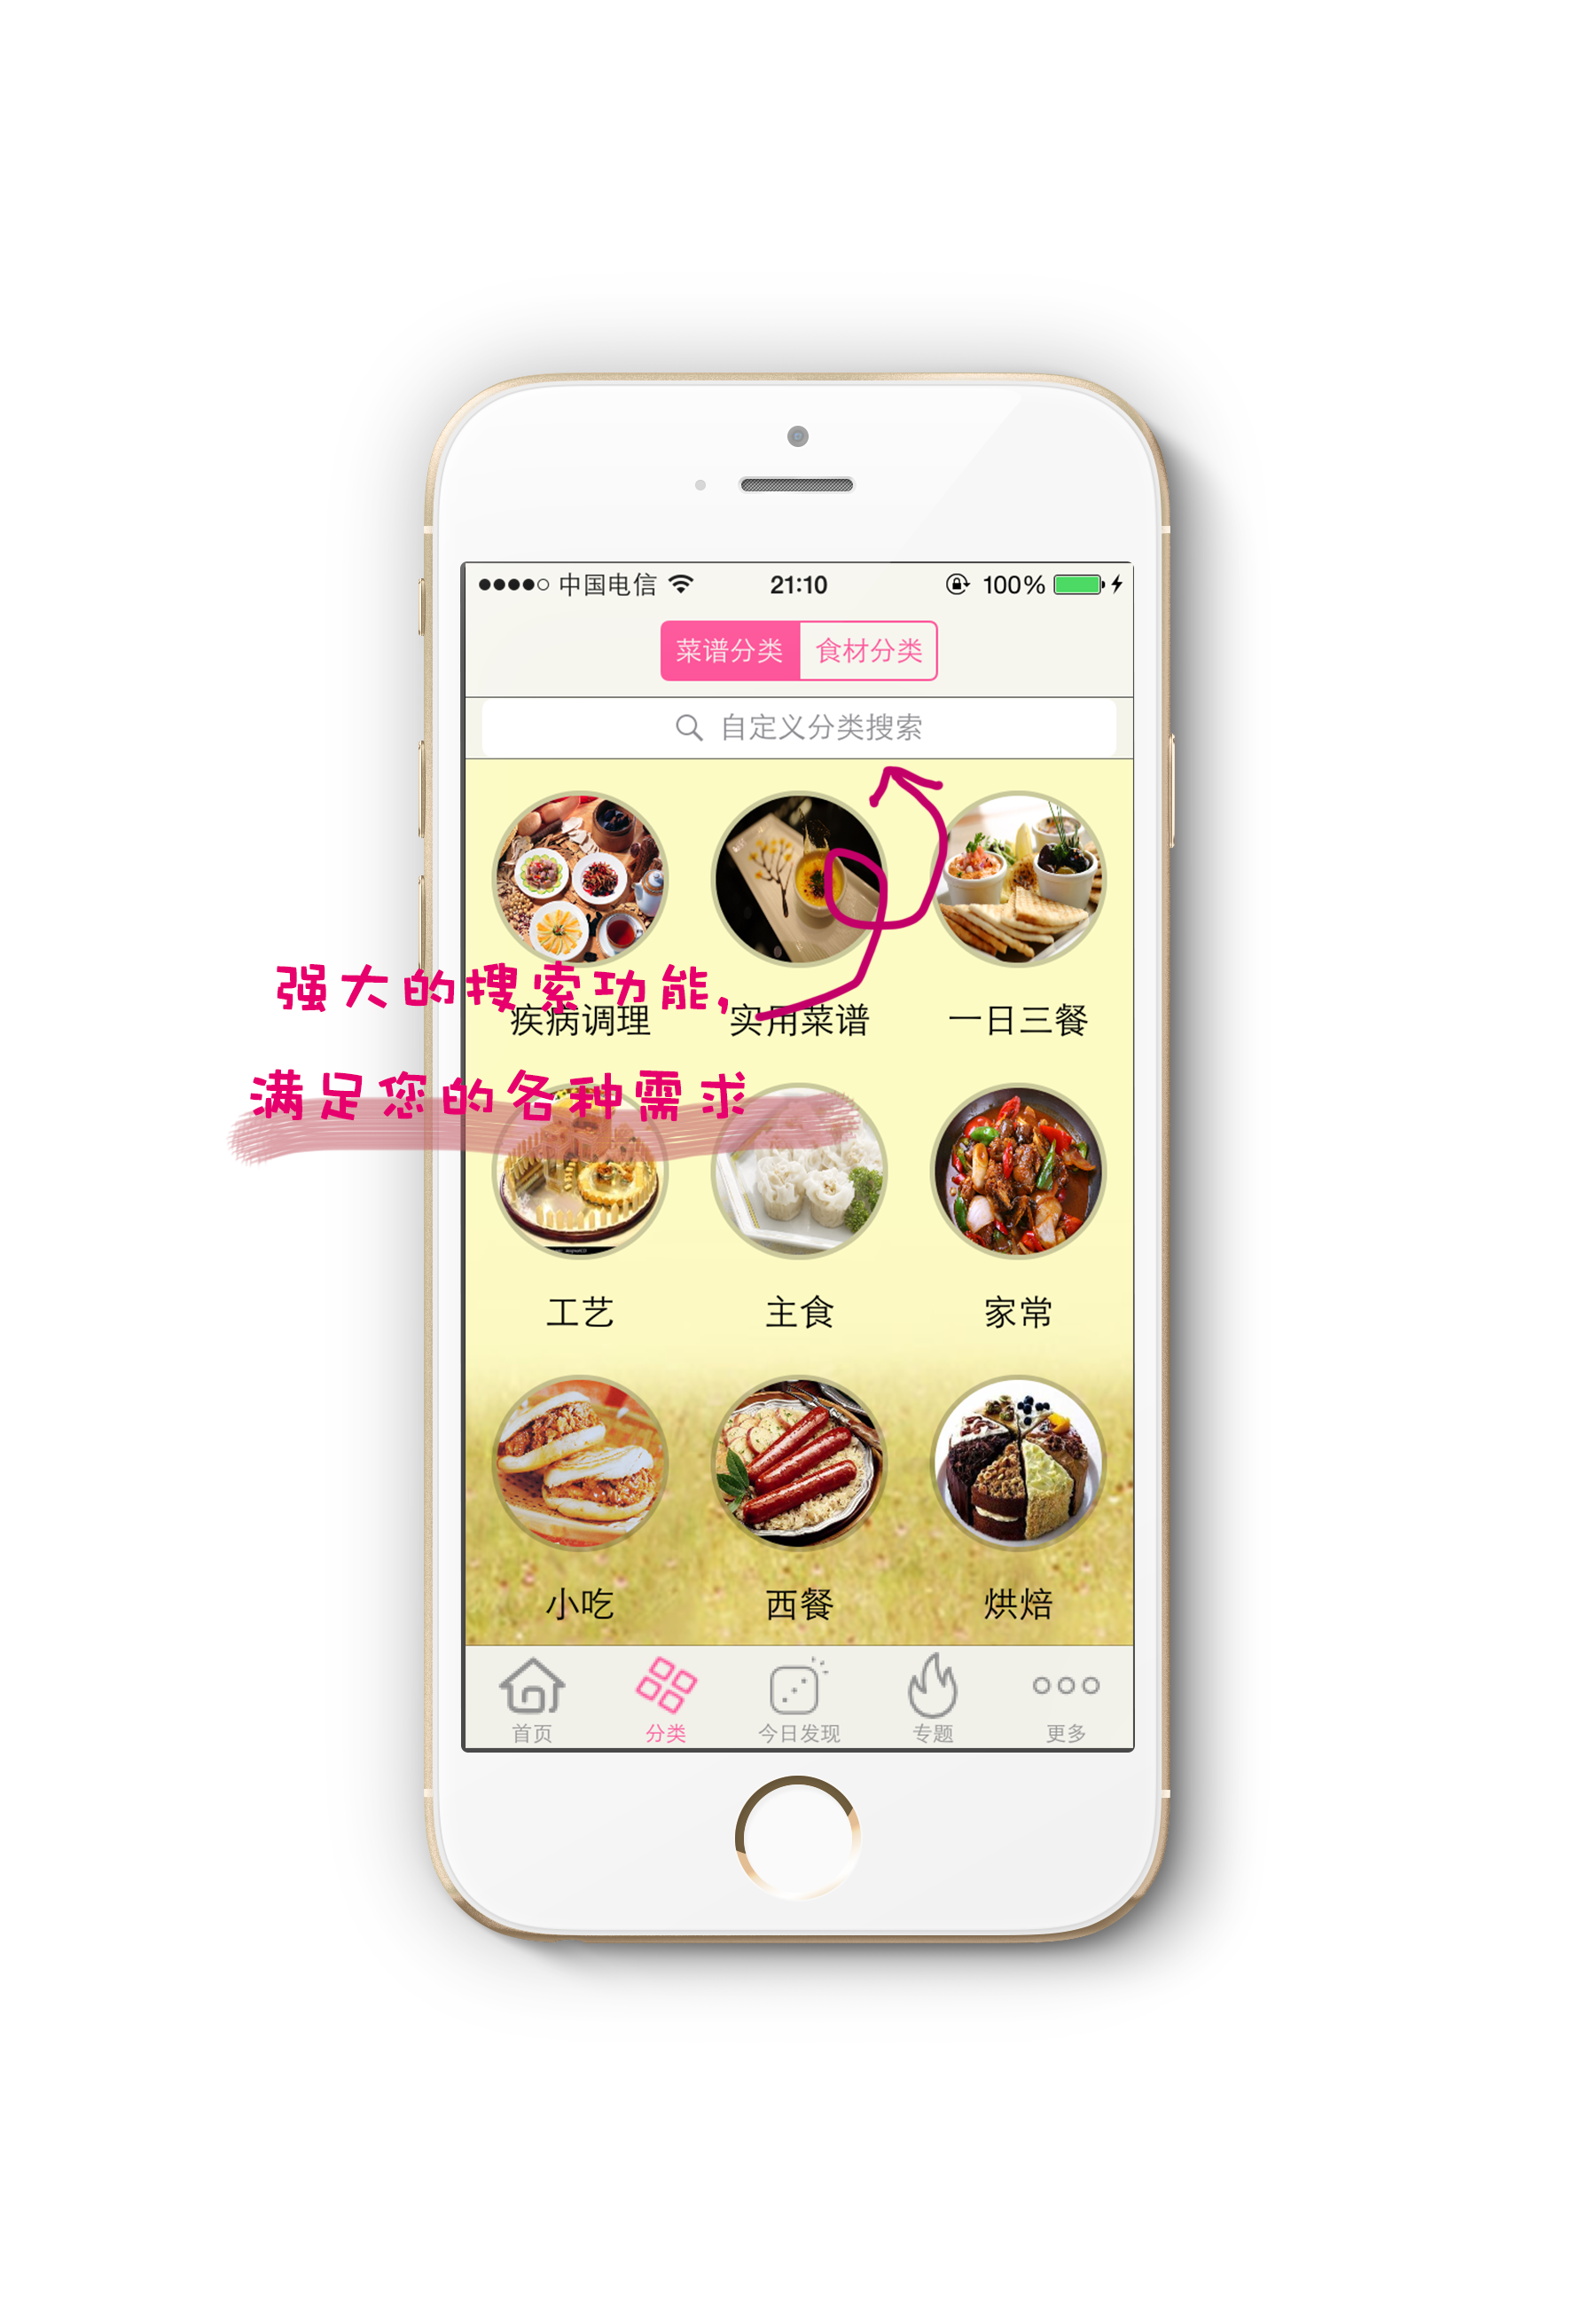 中国电信 21:10 100%
菜谱分类 食材分类
自定义分类搜索
强大的搜索功能,
疾病调理 实用菜谱 一日三餐
满足您的各种需求
工艺 主食 家常
小吃 西餐 烘焙
首页 分类 今日发现 专题 更多